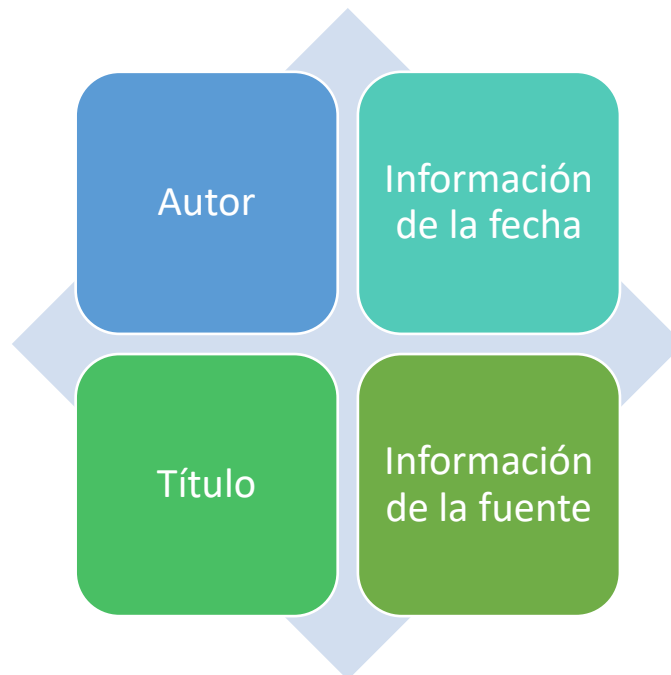 Autor
Información
de la fecha
Título
Información
de la fuente